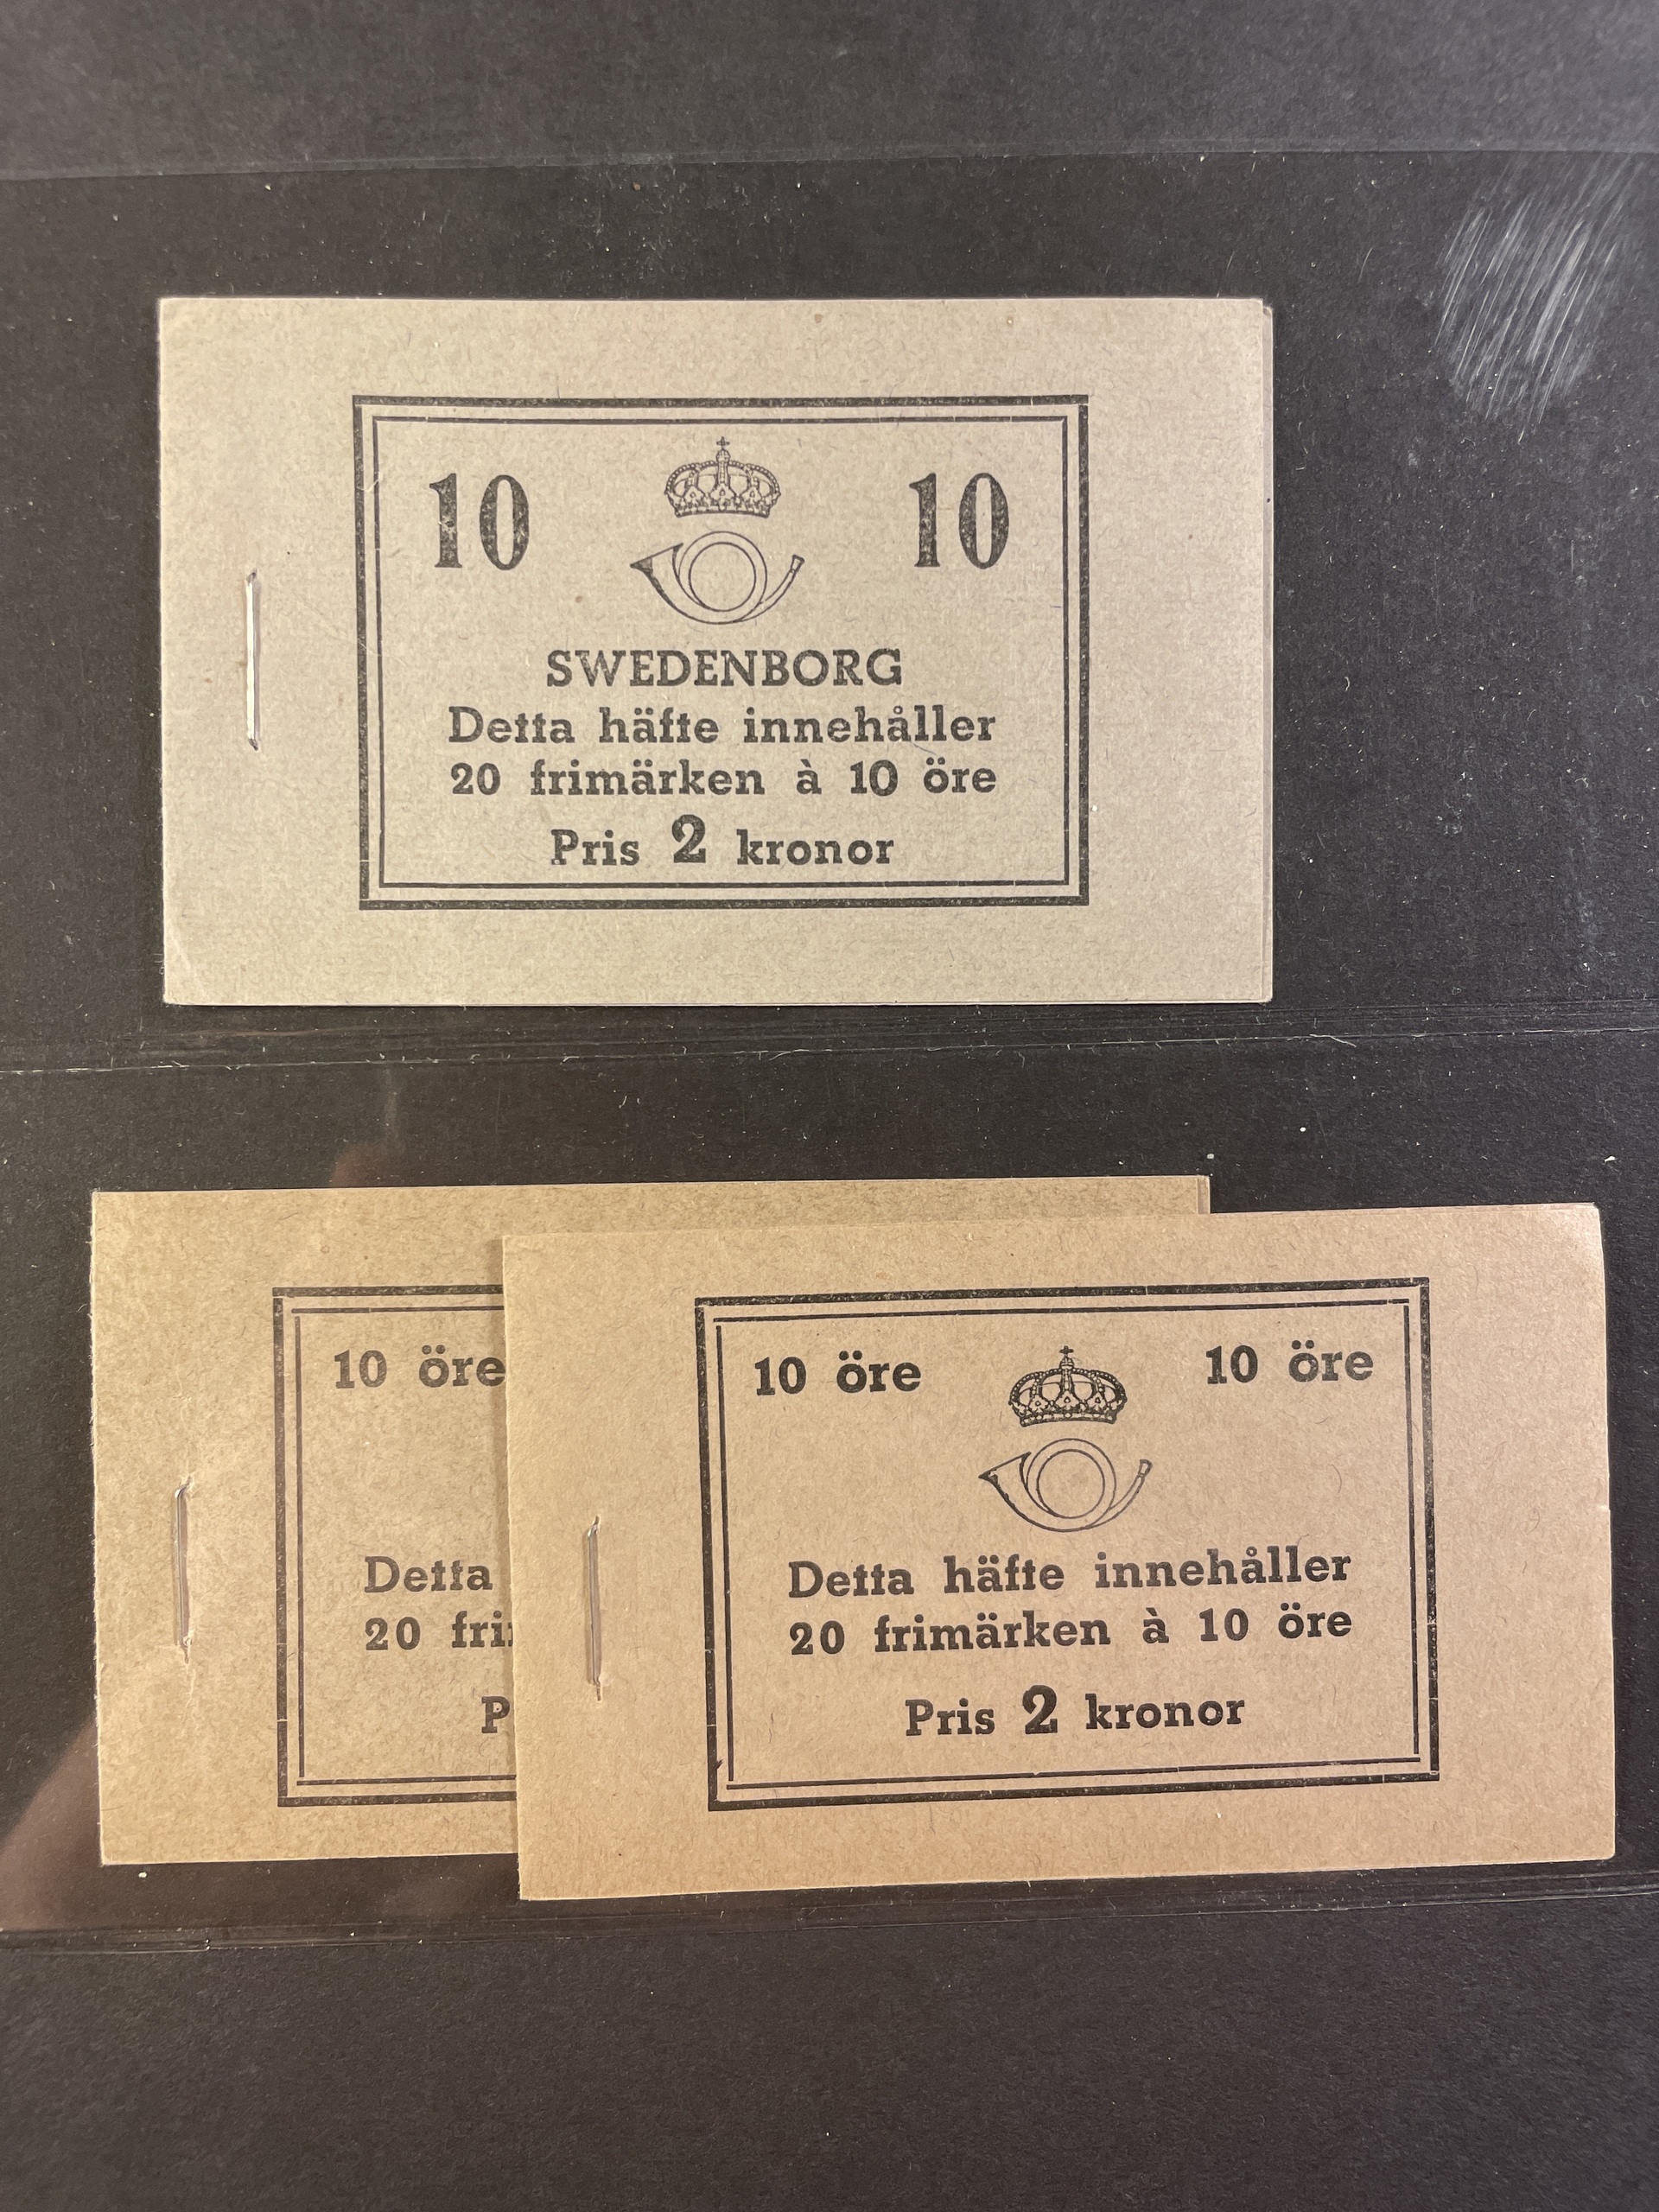 10 10
SWEDENBORG
Detta häfte innehåller
20 frimärken à 10 öre
Pris 2 kronor
10 öre
Detta
20
10 öre 10 öre
Detta häfte innehåller
20 frimärken à 10 öre
Pris 2 kronor